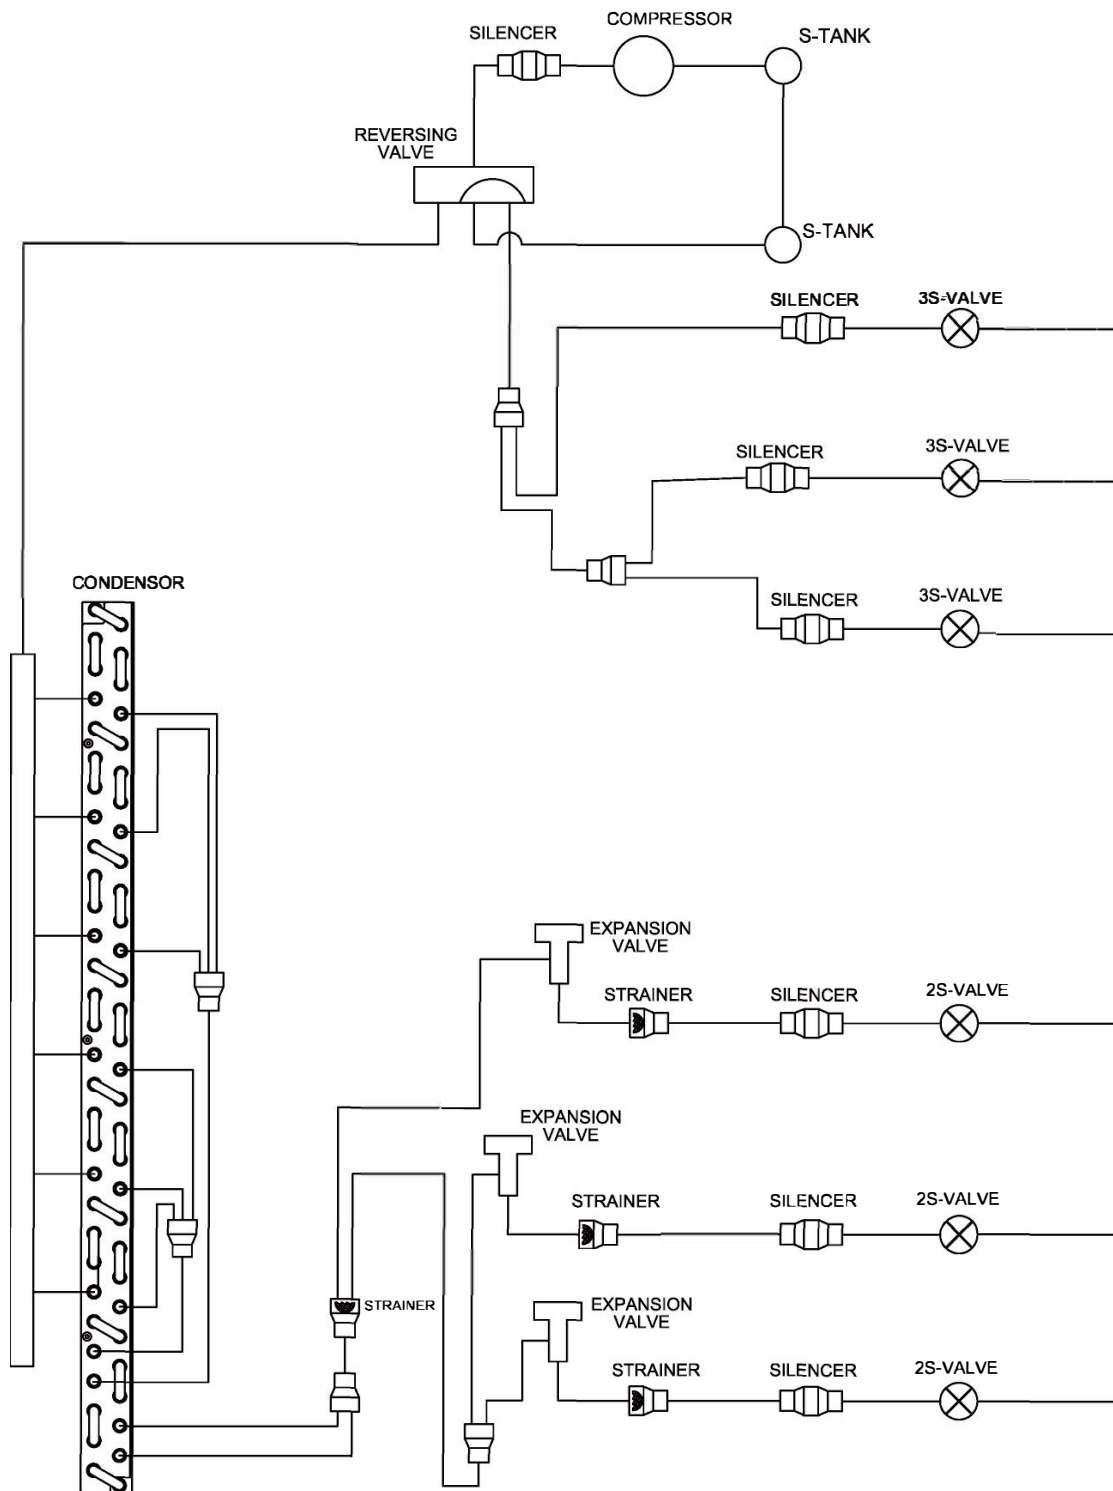 COMPRESSOR
SILENCER
S-TANK
REVERSING
VALVE
S-TANK
SILENCER
3S-VALVE
SILENCER
3S-VALVE
CONDENSOR
SILENCER
3S-VALVE
EXPANSION
VALVE
STRAINER
SILENCER
2S-VALVE
EXPANSION
VALVE
STRAINER
SILENCER
2S-VALVE
STRAINER
EXPANSION
VALVE
STRAINER
SILENCER
2S-VALVE